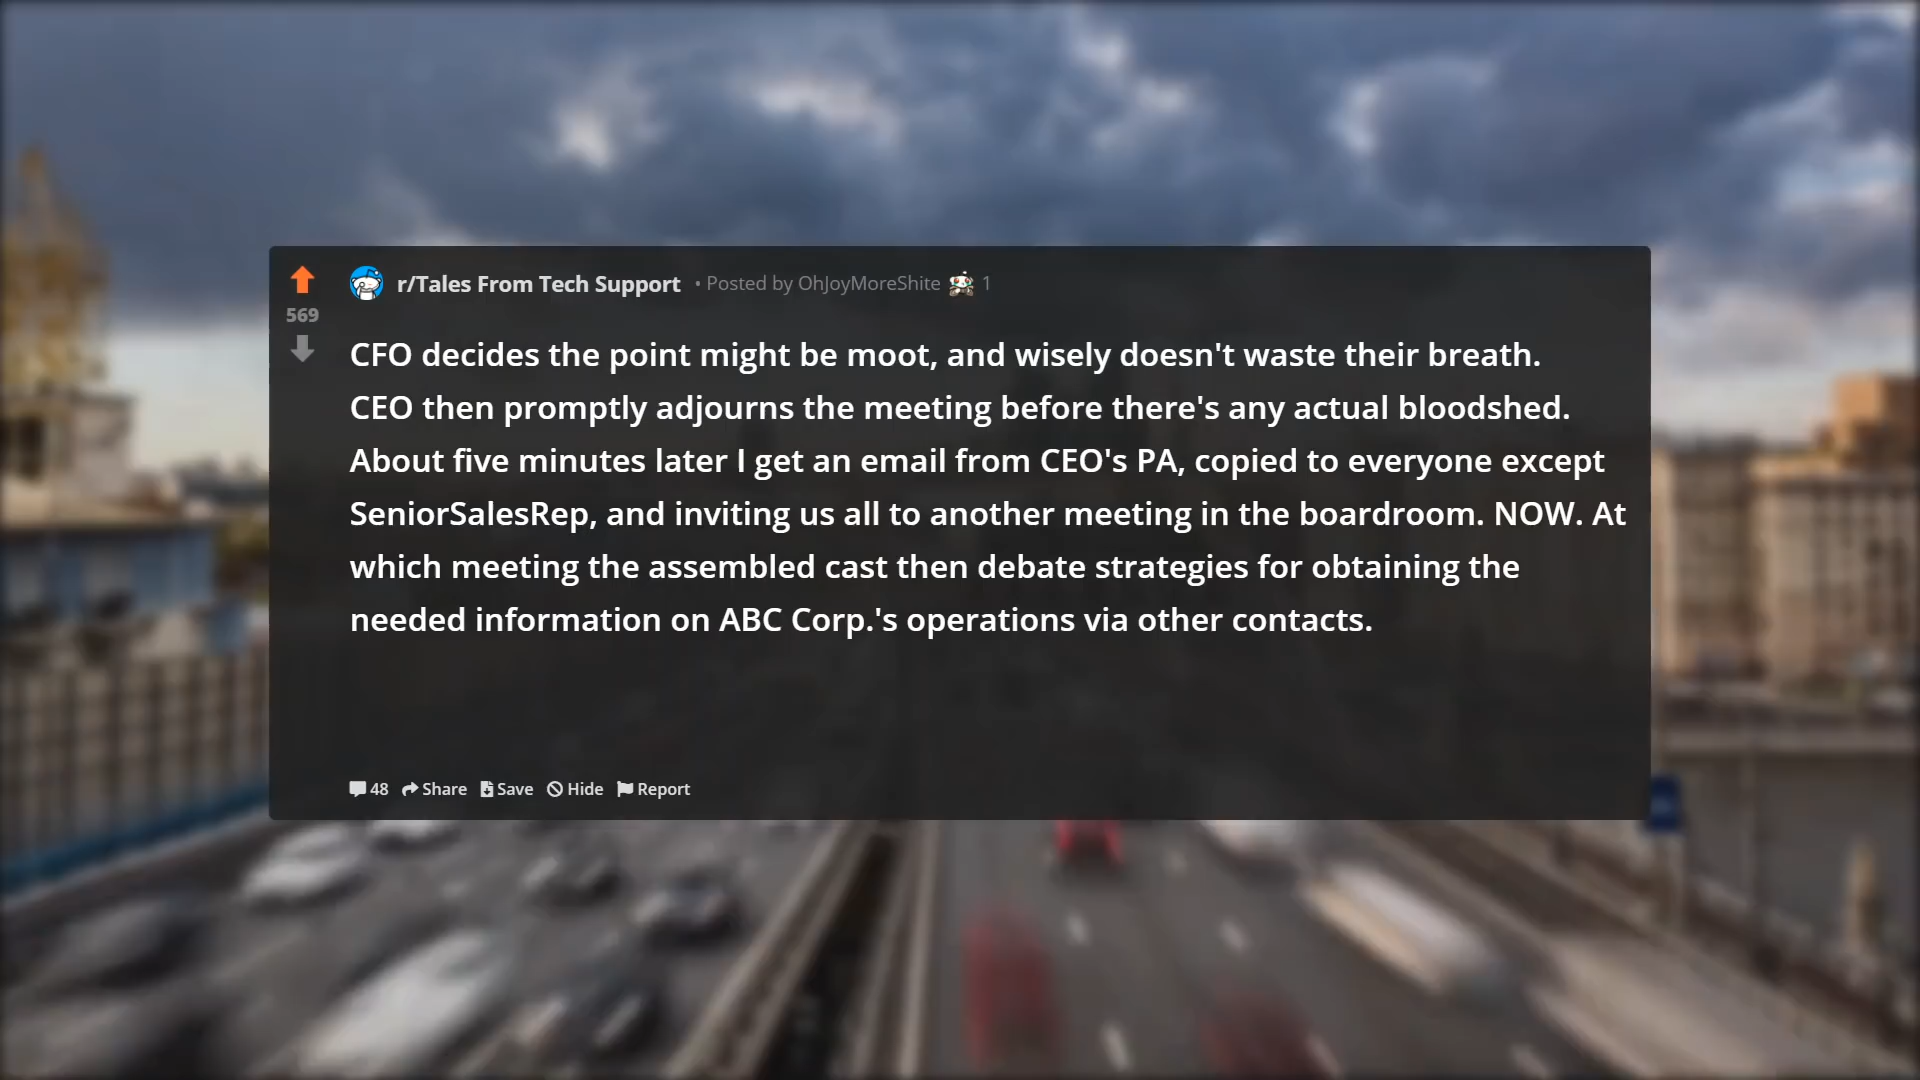 r/Tales From Tech Support • Posted by OhJoyMoreShite 1
569
CFO decides the point might be moot, and wisely doesn't waste their breath.
CEO then promptly adjourns the meeting before there's any actual bloodshed.
About five minutes later I get an email from CEO's PA, copied to everyone except
SeniorSalesRep, and inviting us all to another meeting in the boardroom. NOW. At
which meeting the assembled cast then debate strategies for obtaining the
needed information on ABC Corp.'s operations via other contacts.
48 Share Save Hide Report